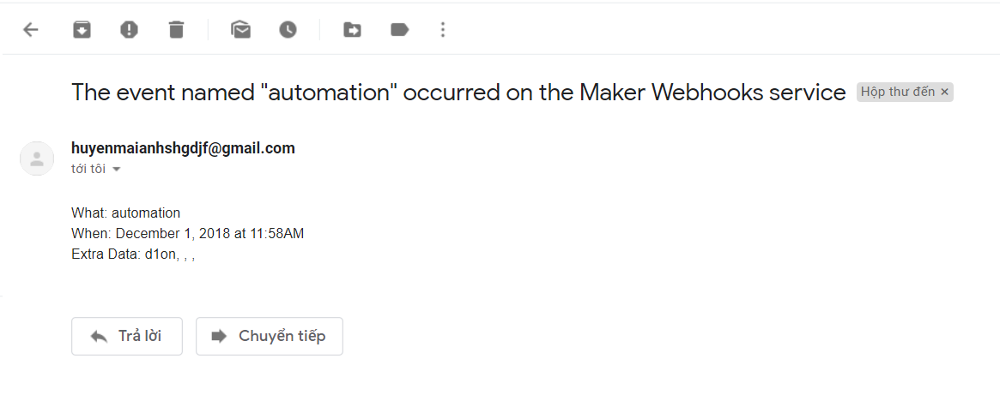 The event named "automation" occurred on the Maker Webhooks service Hộp thư đến ×
huyenmaianhshgdjf@gmail.com
tới tôi
What: automation
When: December 1, 2018 at 11:58AM
Extra Data: d1on, , ,
Trả lời Chuyển tiếp